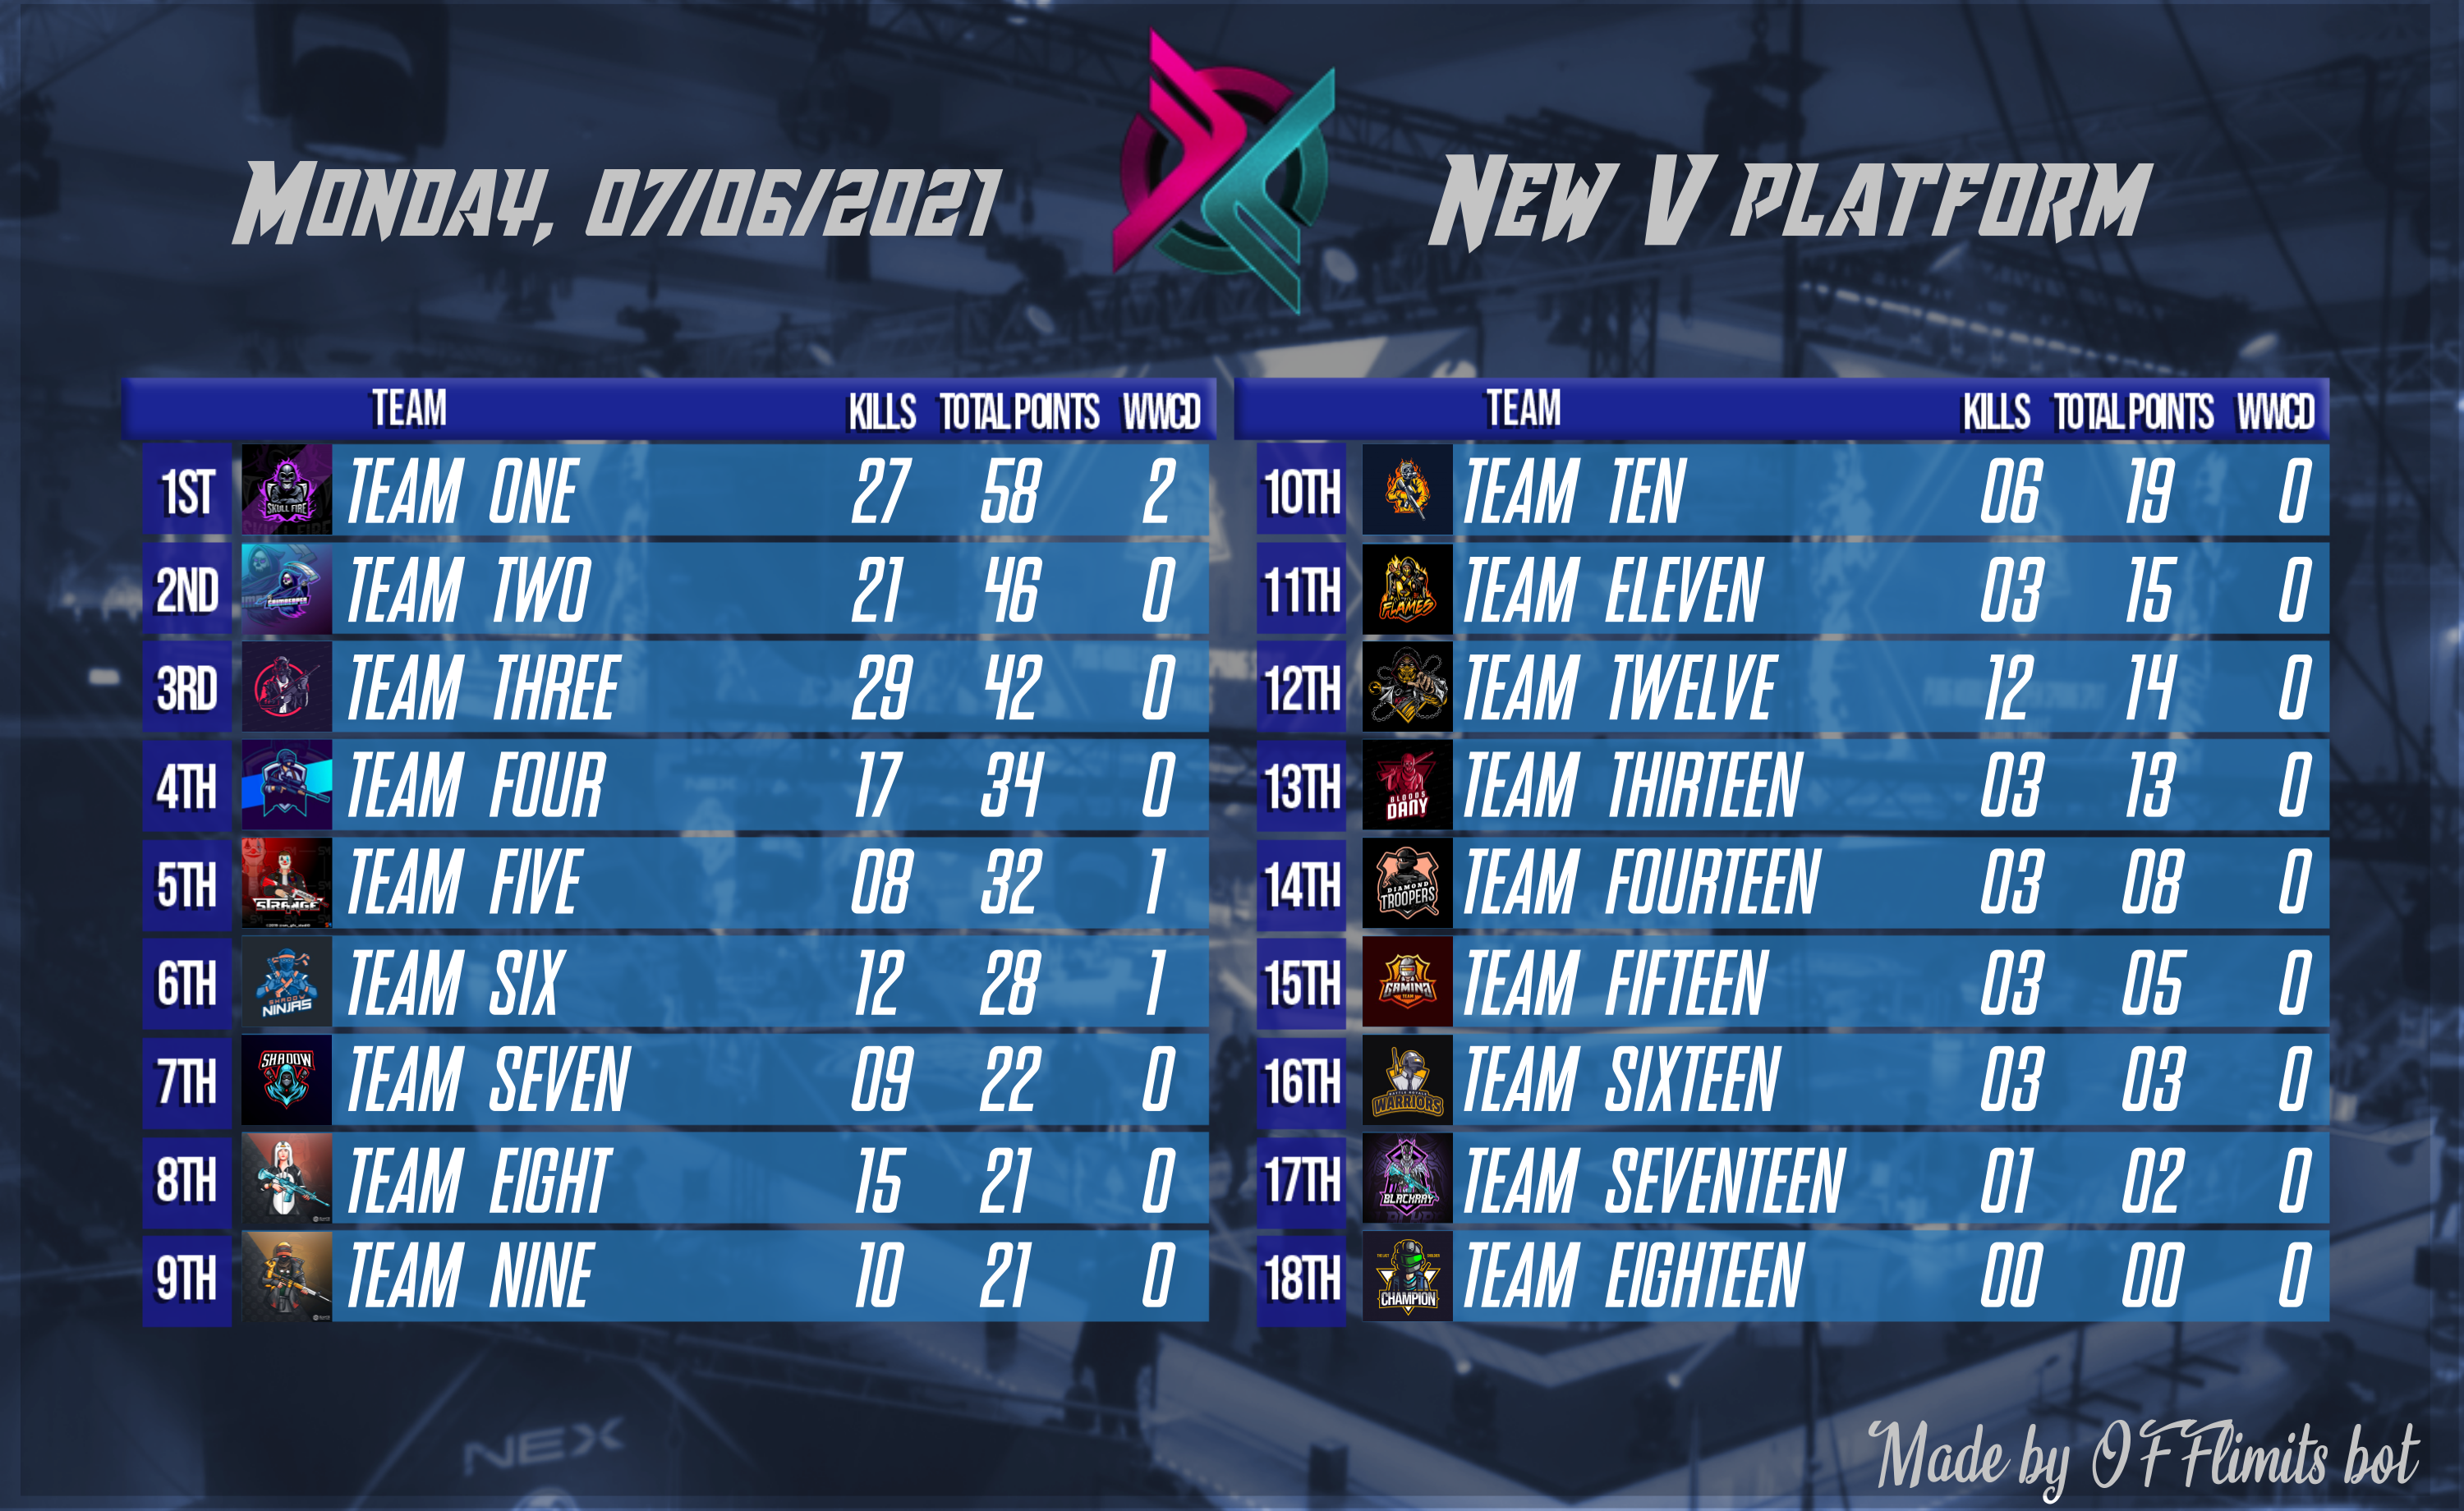 Monday, 07/06/2021
New V platform
TEAM KILLS TOTAL POINTS WWCD
1ST SKULL FIRE TEAM ONE 27 58 2
2ND GRIMREAPER TEAM TWO 21 46 0
3RD TEAM THREE 29 42 0
4TH TEAM FOUR 17 34 0
5TH STRANGE TEAM FIVE 08 32 1
6TH SHADOW NINJAS TEAM SIX 12 28 1
7TH SHADOW TEAM SEVEN 09 22 0
8TH TEAM EIGHT 15 21 0
9TH TEAM NINE 10 21 0
TEAM KILLS TOTAL POINTS WWCD
10TH TEAM TEN 06 19 0
11TH FLAMES TEAM ELEVEN 03 15 0
12TH TEAM TWELVE 12 14 0
13TH BLOODS DANY TEAM THIRTEEN 03 13 0
14TH DIAMOND TROOPERS TEAM FOURTEEN 03 08 0
15TH GAMING TEAM TEAM FIFTEEN 03 05 0
16TH WARRIORS TEAM SIXTEEN 03 03 0
17TH BLACKRAY TEAM SEVENTEEN 01 02 0
18TH CHAMPION TEAM EIGHTEEN 00 00 0
NEX
Made by OFFlimits bot